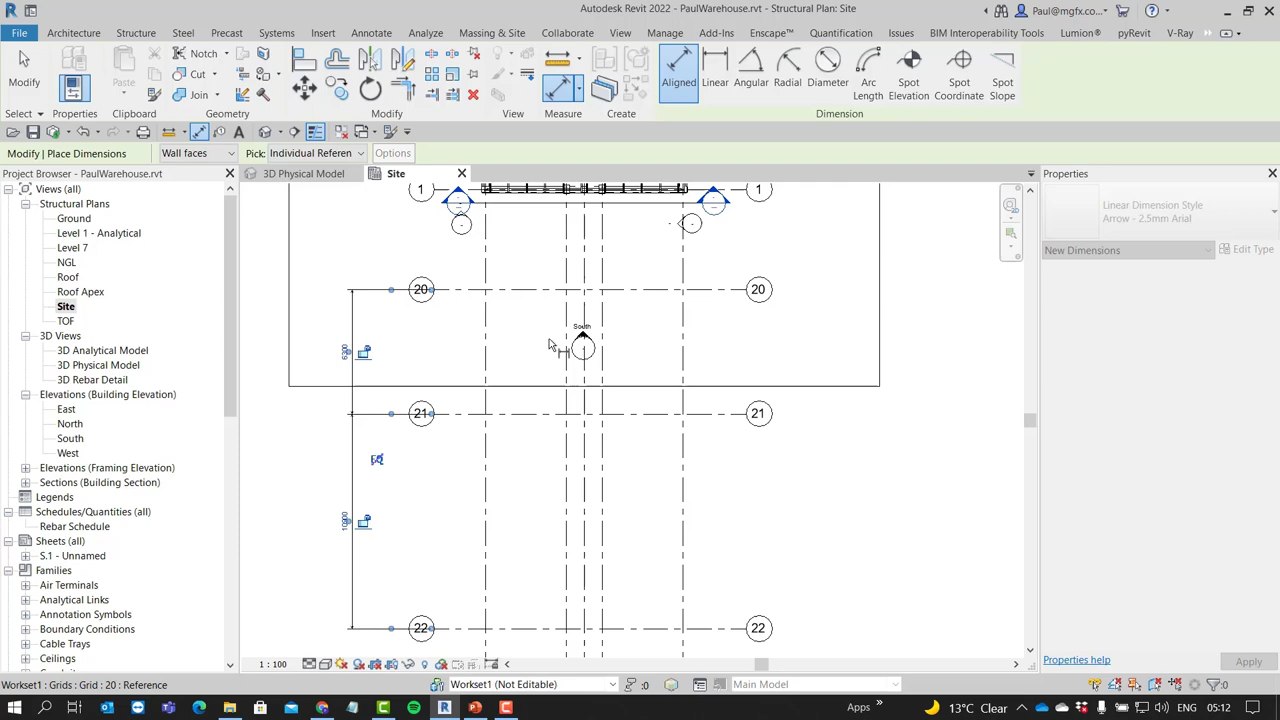 Autodesk Revit 2022 - PaulWarehouse.rvt - Structural Plan: Site
Paul@mgfx.co...
File Architecture Structure Steel Precast Systems Insert Annotate Analyze Massing & Site Collaborate View Manage Add-Ins Enscape™ Quantification Issues BIM Interoperability Tools Lumion® pyRevit V-Ray
Modify Paste Notch Cut Join Aligned Linear Angular Radial Diameter Arc Length Spot Elevation Spot Coordinate Spot Slope
Select Properties Clipboard Geometry Modify View Measure Create Dimension
Modify | Place Dimensions Wall faces Pick: Individual Referen Options
Project Browser - PaulWarehouse.rvt
Views (all)
Structural Plans
Ground
Level 1 - Analytical
Level 7
NGL
Roof
Roof Apex
Site
TOF
3D Views
3D Analytical Model
3D Physical Model
3D Rebar Detail
Elevations (Building Elevation)
East
North
South
West
Elevations (Framing Elevation)
Sections (Building Section)
Legends
Schedules/Quantities (all)
Rebar Schedule
Sheets (all)
S.1 - Unnamed
Families
Air Terminals
Analytical Links
Annotation Symbols
Boundary Conditions
Cable Trays
Ceilings
3D Physical Model Site
1 1
20 20
South
6300
21 21
EQ
22 22
1 : 100
Properties
Linear Dimension Style
Arrow - 2.5mm Arial
New Dimensions Edit Type
Properties help Apply
Workset1 : Grids : Grid : 20 : Reference Workset1 (Not Editable) :0 Main Model :0
Apps 13°C Clear ENG 05:12